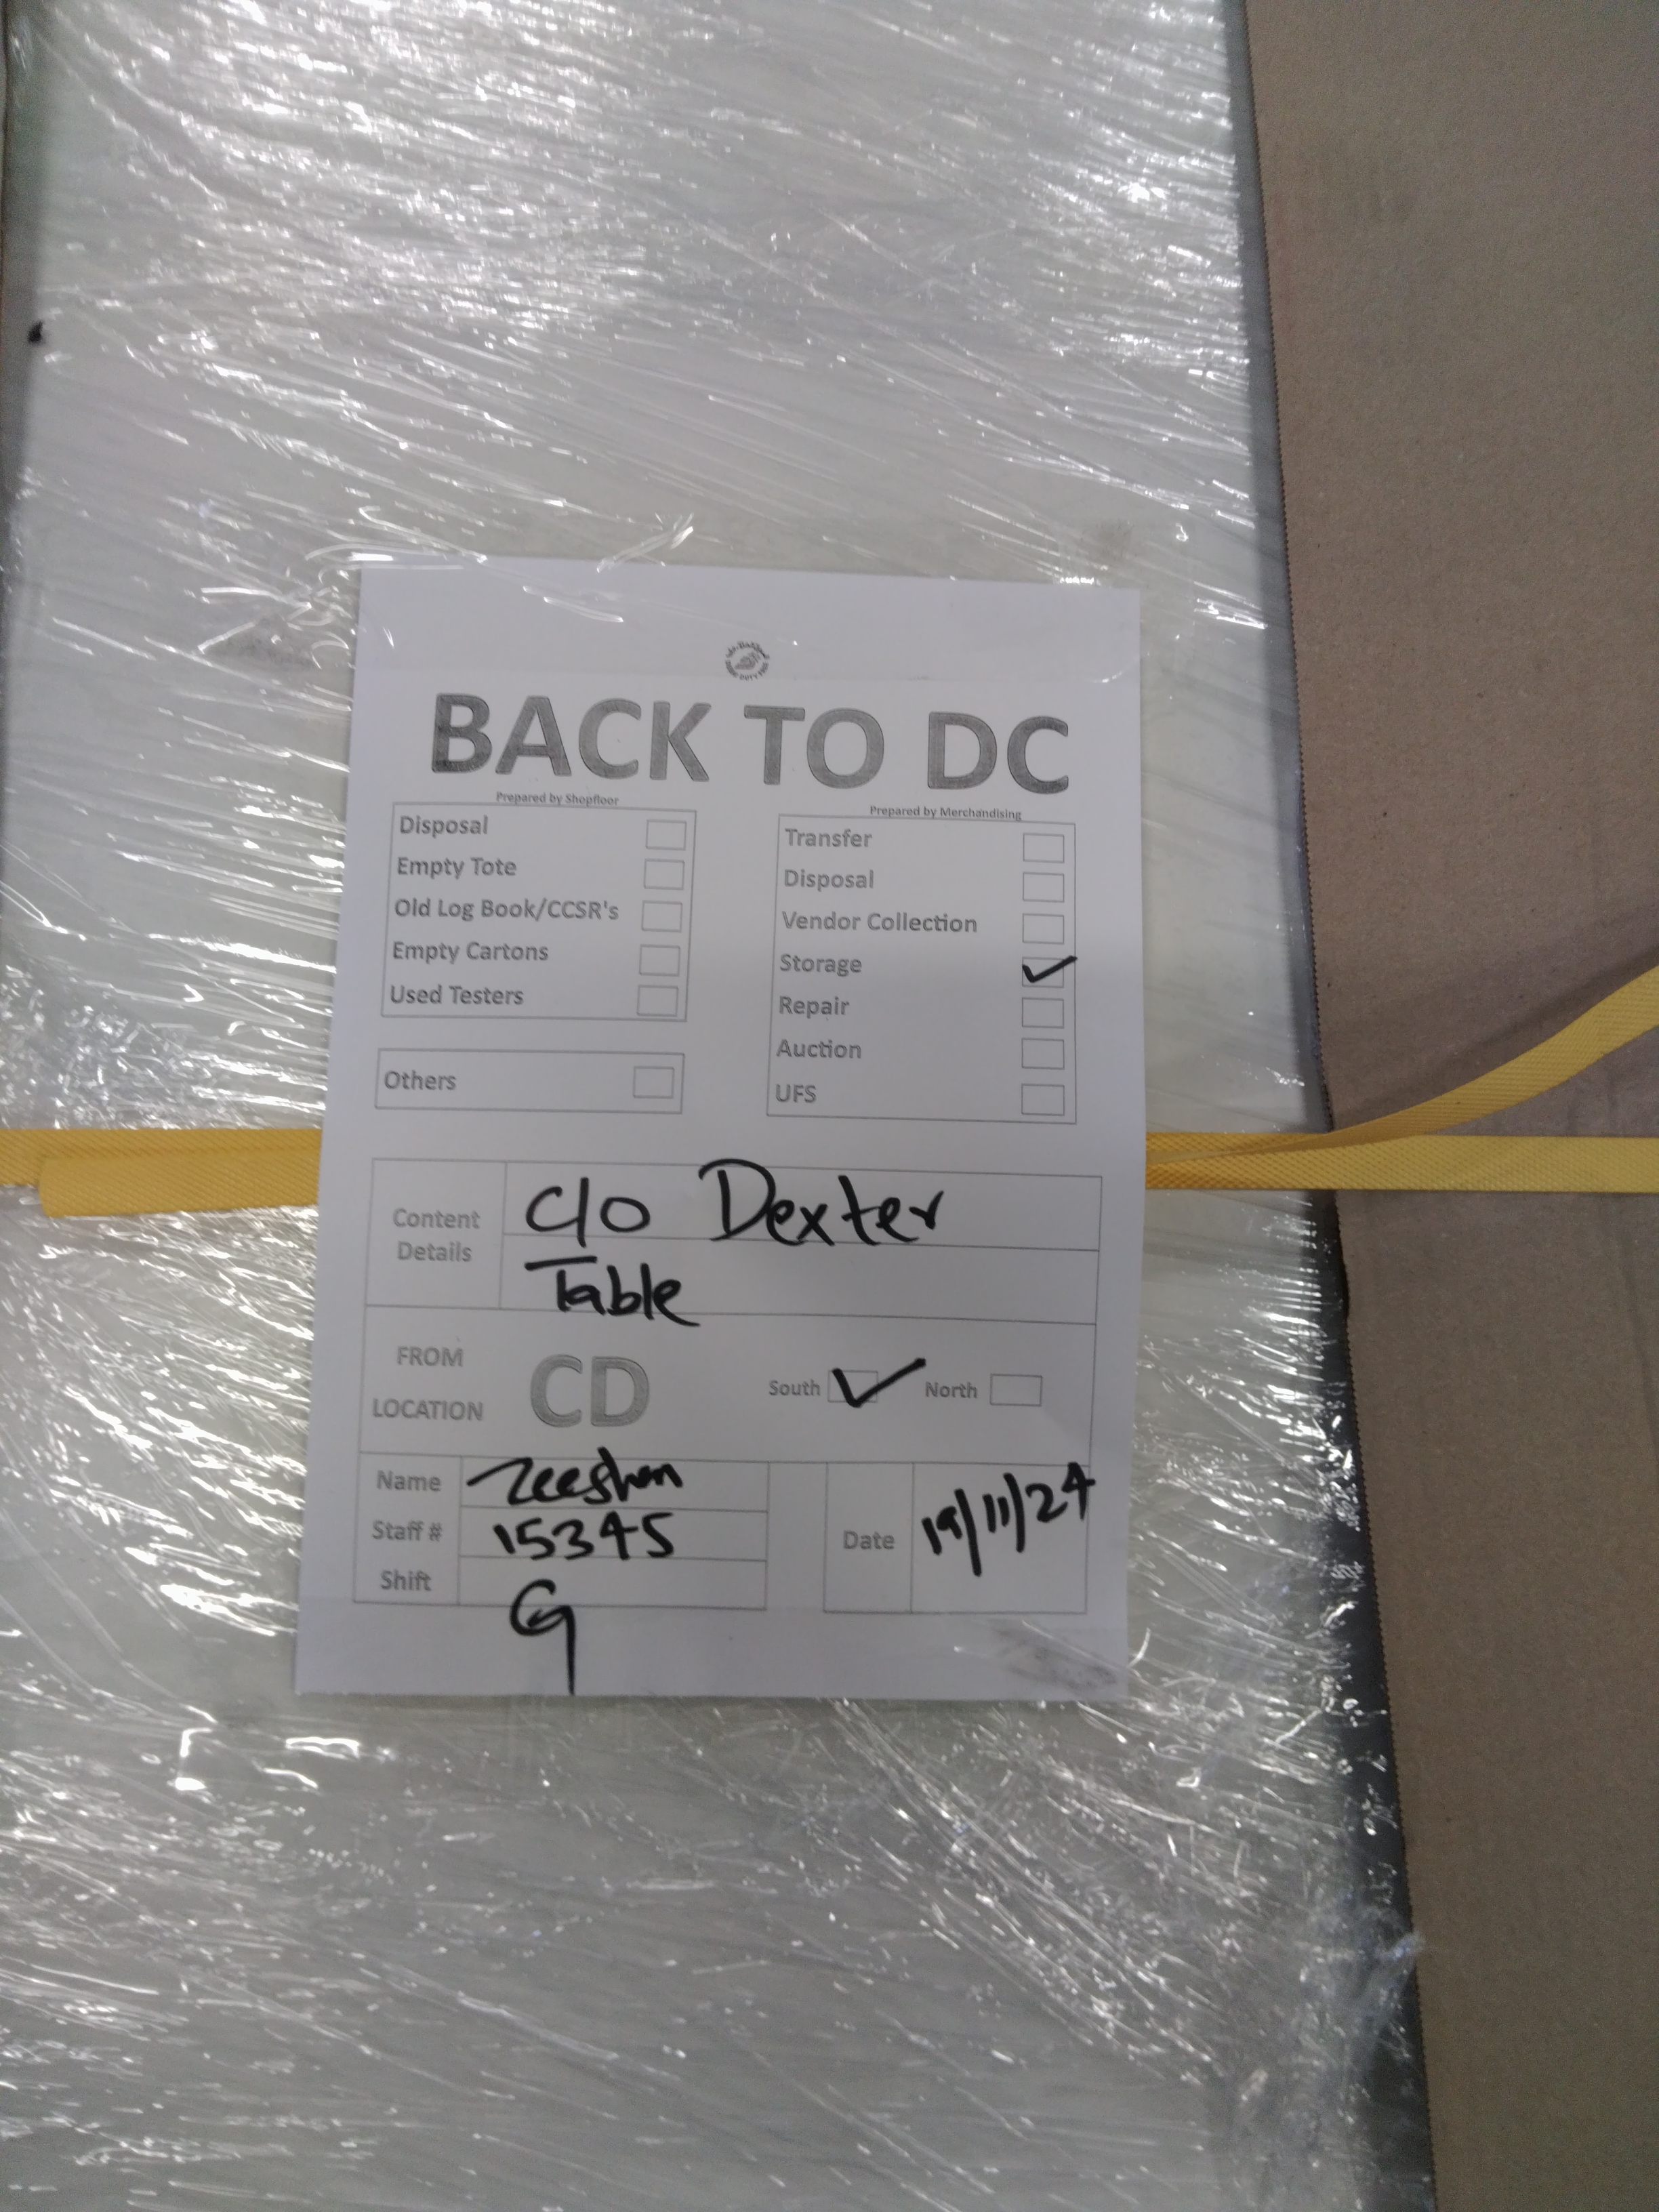 BACK TO DC
Prepared by Shopfloor
Disposal
Empty Tote
Old Log Book/CCSR's
Empty Cartons
Used Testers
Others
Prepared by Merchandising
Transfer
Disposal
Vendor Collection
Storage
Repair
Auction
UFS
Content Details
C/O Dexter
Table
FROM LOCATION
CD
South
North
Name
Zeeshan
Staff #
15345
Shift
G
Date
19/11/24